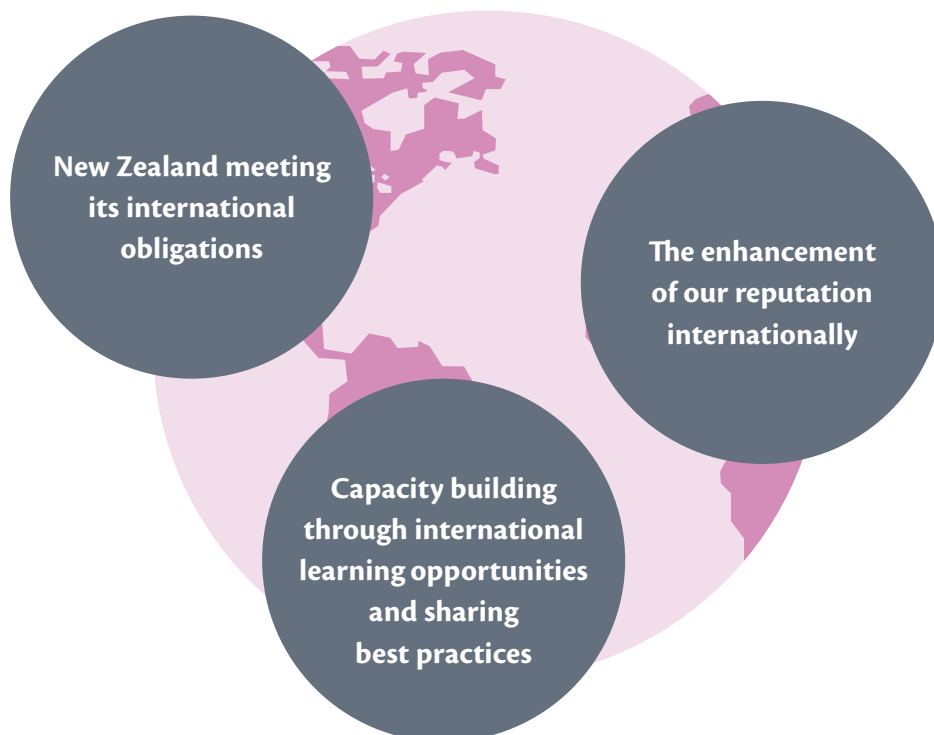 New Zealand meeting
its international
obligations
The enhancement
of our reputation
internationally
Capacity building
through international
learning opportunities
and sharing
best practices